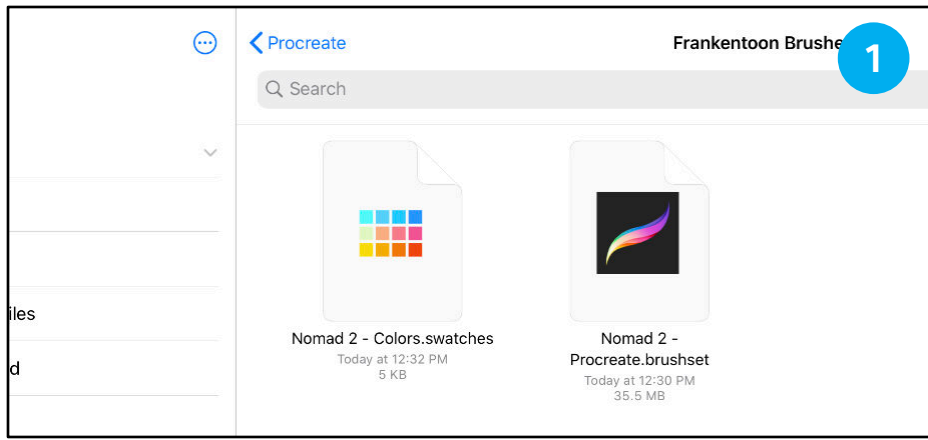 Procreate
Frankentoon Brushe
1
Search
iles
d
Nomad 2 - Colors.swatches
Today at 12:32 PM
5 KB
Nomad 2 -
Procreate.brushset
Today at 12:30 PM
35.5 MB